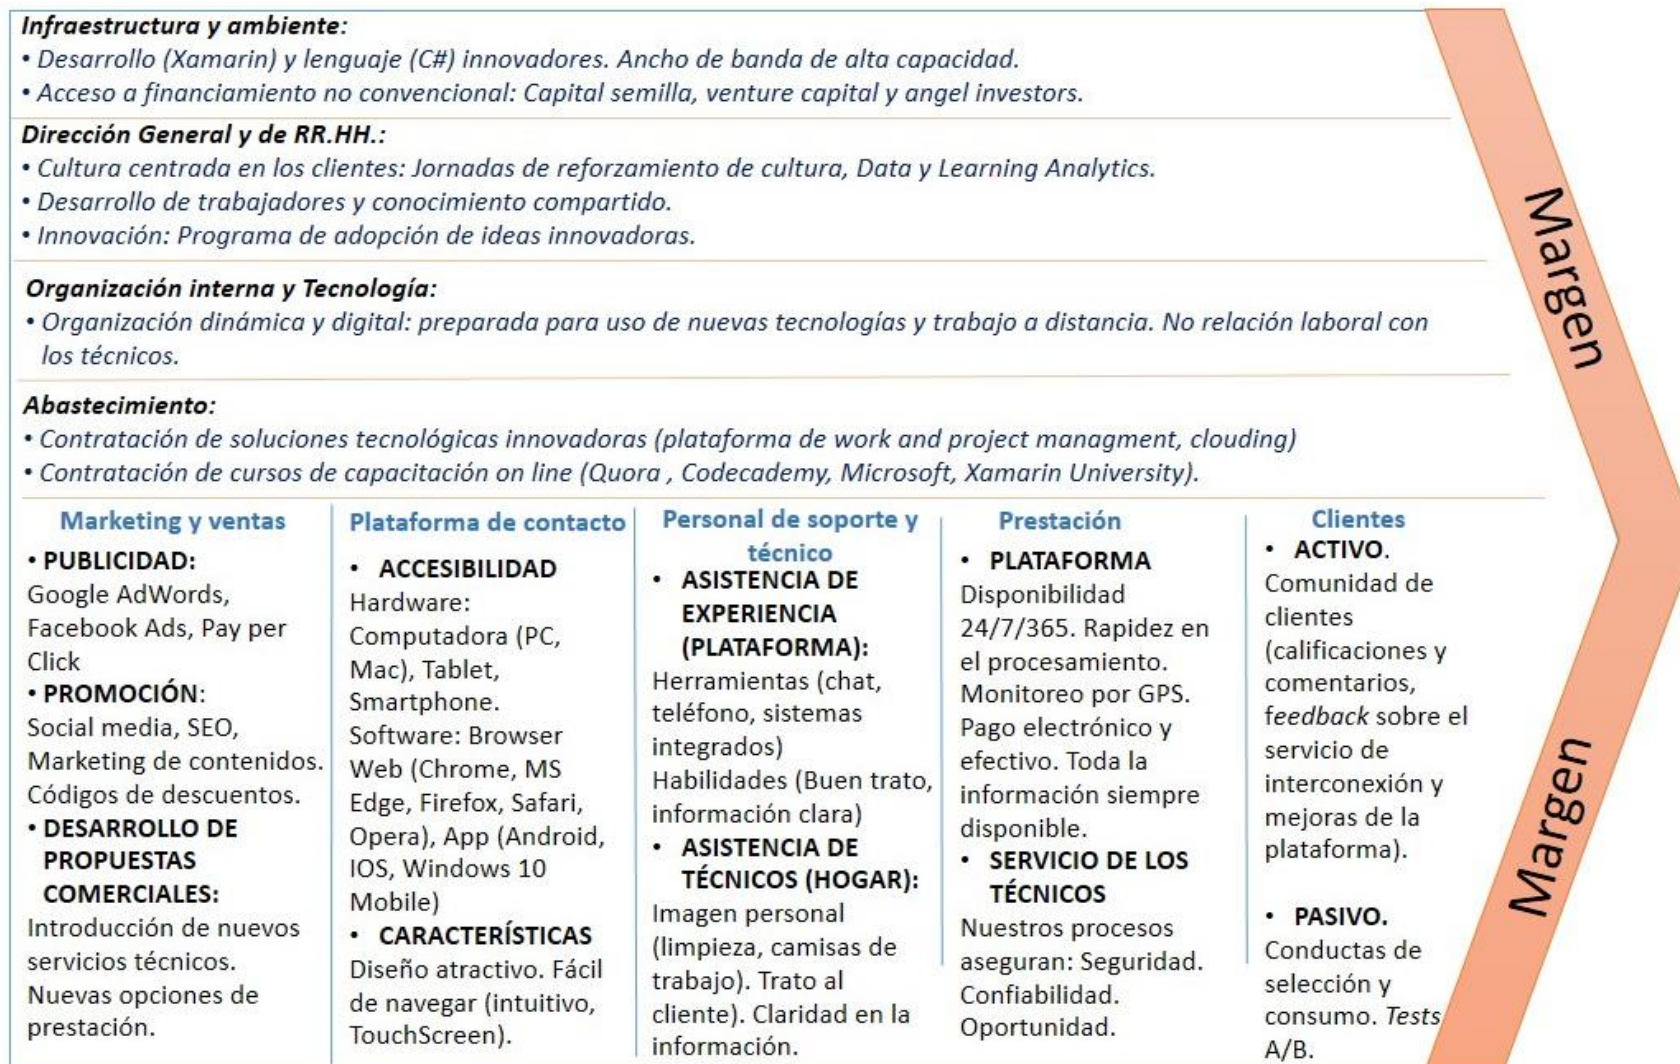 Infraestructura y ambiente:
• Desarrollo (Xamarin) y lenguaje (C#) innovadores. Ancho de banda de alta capacidad.
• Acceso a financiamiento no convencional: Capital semilla, venture capital y angel investors.
Dirección General y de RR.HH.:
• Cultura centrada en los clientes: Jornadas de reforzamiento de cultura, Data y Learning Analytics.
• Desarrollo de trabajadores y conocimiento compartido.
• Innovación: Programa de adopción de ideas innovadoras.
Organización interna y Tecnología:
• Organización dinámica y digital: preparada para uso de nuevas tecnologías y trabajo a distancia. No relación laboral con
los técnicos.
Abastecimiento:
• Contratación de soluciones tecnológicas innovadoras (plataforma de work and project managment, clouding)
• Contratación de cursos de capacitación on line (Quora , Codecademy, Microsoft, Xamarin University).
Marketing y ventas
• PUBLICIDAD:
Google AdWords,
Facebook Ads, Pay per
Click
• PROMOCIÓN:
Social media, SEO,
Marketing de contenidos.
Códigos de descuentos.
• DESARROLLO DE
PROPUESTAS
COMERCIALES:
Introducción de nuevos
servicios técnicos.
Nuevas opciones de
prestación.
Plataforma de contacto
• ACCESIBILIDAD
Hardware:
Computadora (PC,
Mac), Tablet,
Smartphone.
Software: Browser
Web (Chrome, MS
Edge, Firefox, Safari,
Opera), App (Android,
IOS, Windows 10
Mobile)
• CARACTERÍSTICAS
Diseño atractivo. Fácil
de navegar (intuitivo,
TouchScreen).
Personal de soporte y
técnico
• ASISTENCIA DE
EXPERIENCIA
(PLATAFORMA):
Herramientas (chat,
teléfono, sistemas
integrados)
Habilidades (Buen trato,
información clara)
• ASISTENCIA DE
TÉCNICOS (HOGAR):
Imagen personal
(limpieza, camisas de
trabajo). Trato al
cliente). Claridad en la
información.
Prestación
• PLATAFORMA
Disponibilidad
24/7/365. Rapidez en
el procesamiento.
Monitoreo por GPS.
Pago electrónico y
efectivo. Toda la
información siempre
disponible.
• SERVICIO DE LOS
TÉCNICOS
Nuestros procesos
aseguran: Seguridad.
Confiabilidad.
Oportunidad.
Clientes
• ACTIVO.
Comunidad de
clientes
(calificaciones y
comentarios,
feedback sobre el
servicio de
interconexión y
mejoras de la
plataforma).
• PASIVO.
Conductas de
selección y
consumo. Tests
A/B.
Margen
Margen